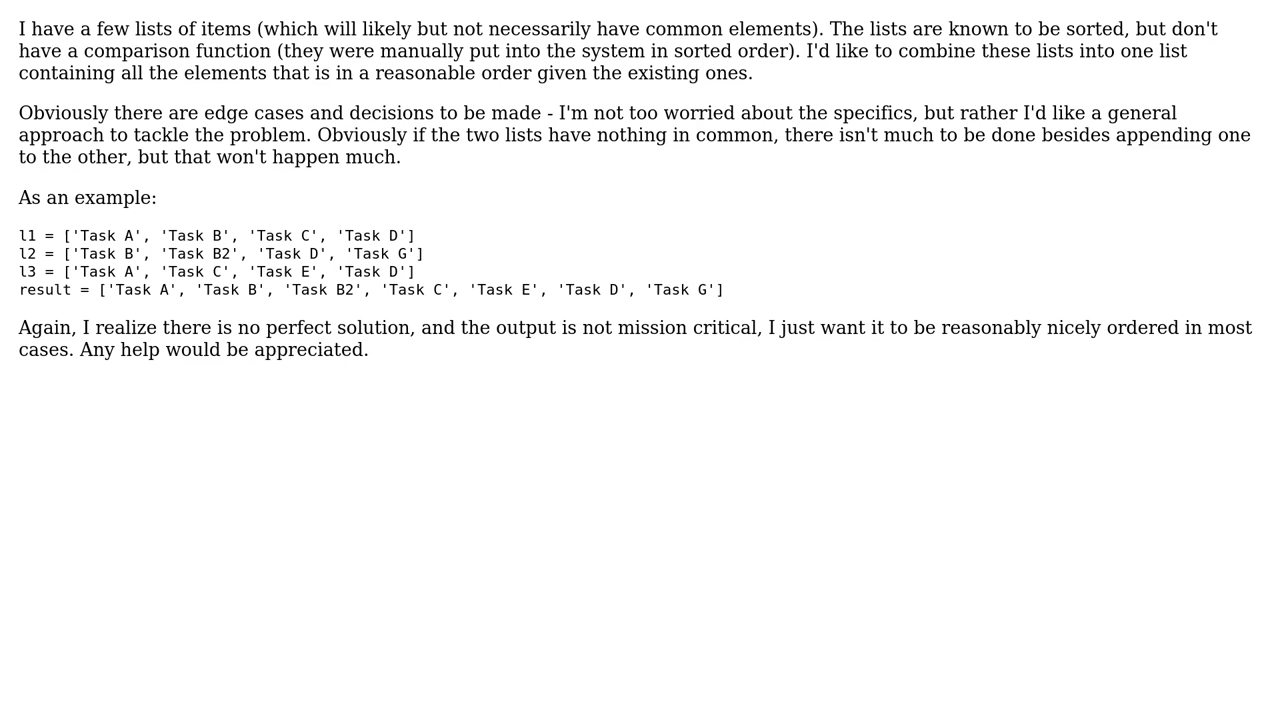 I have a few lists of items (which will likely but not necessarily have common elements). The lists are known to be sorted, but don't
have a comparison function (they were manually put into the system in sorted order). I'd like to combine these lists into one list
containing all the elements that is in a reasonable order given the existing ones.
Obviously there are edge cases and decisions to be made - I'm not too worried about the specifics, but rather I'd like a general
approach to tackle the problem. Obviously if the two lists have nothing in common, there isn't much to be done besides appending one
to the other, but that won't happen much.
As an example:
l1 = ['Task A', 'Task B', 'Task C', 'Task D']
l2 = ['Task B', 'Task B2', 'Task D', 'Task G']
l3 = ['Task A', 'Task C', 'Task E', 'Task D']
result = ['Task A', 'Task B', 'Task B2', 'Task C', 'Task E', 'Task D', 'Task G']
Again, I realize there is no perfect solution, and the output is not mission critical, I just want it to be reasonably nicely ordered in most
cases. Any help would be appreciated.